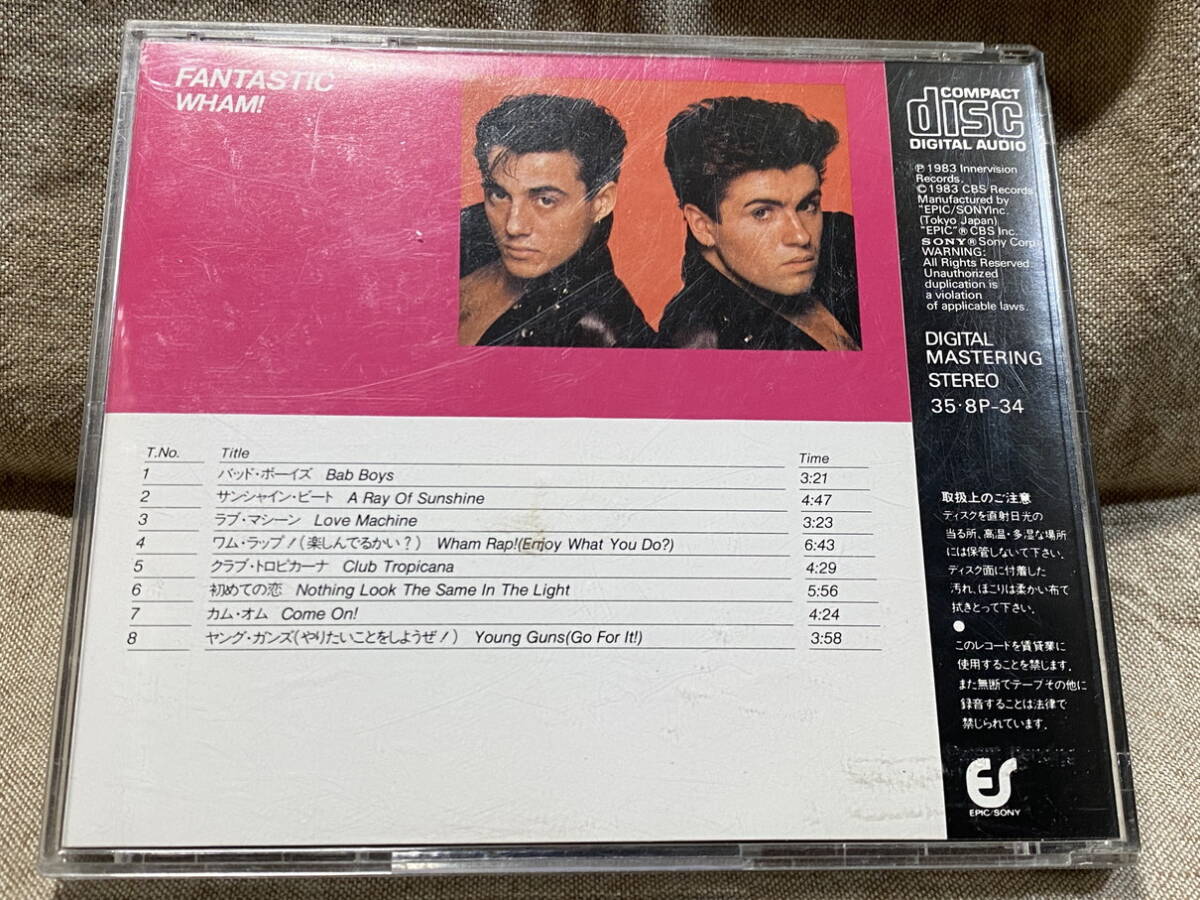 FANTASTIC
WHAM!
COMPACT
disc
DIGITAL AUDIO
℗ 1983 Innervision
Records.
© 1983 CBS Records
Manufactured by
"EPIC/SONYInc.
(Tokyo Japan)
"EPIC"® CBS Inc.
SONY® Sony Corp.
WARNING:
All Rights Reserved.
Unauthorized
duplication is
a violation
of applicable laws.
DIGITAL
MASTERING
STEREO
35·8P-34
T.No. Title Time
1 バッド・ボーイズ Bab Boys 3:21
2 サンシャイン・ビート A Ray Of Sunshine 4:47
3 ラブ・マシーン Love Machine 3:23
4 ワム・ラップ!(楽しんでるかい?) Wham Rap!(Enjoy What You Do?) 6:43
5 クラブ・トロピカーナ Club Tropicana 4:29
6 初めての恋 Nothing Look The Same In The Light 5:56
7 カム・オム Come On! 4:24
8 ヤング・ガンズ(やりたいことをしようぜ!) Young Guns(Go For It!) 3:58
取扱上のご注意
ディスクを直射日光の
当る所、高温・多湿な場所
には保管しないで下さい。
ディスク面に付着した
汚れ、ほこりは柔かい布で
拭きとって下さい。
●
このレコードを賃貸業に
使用することを禁じます。
また無断でテープその他に
録音することは法律で
禁じられています。
ES
EPIC/SONY